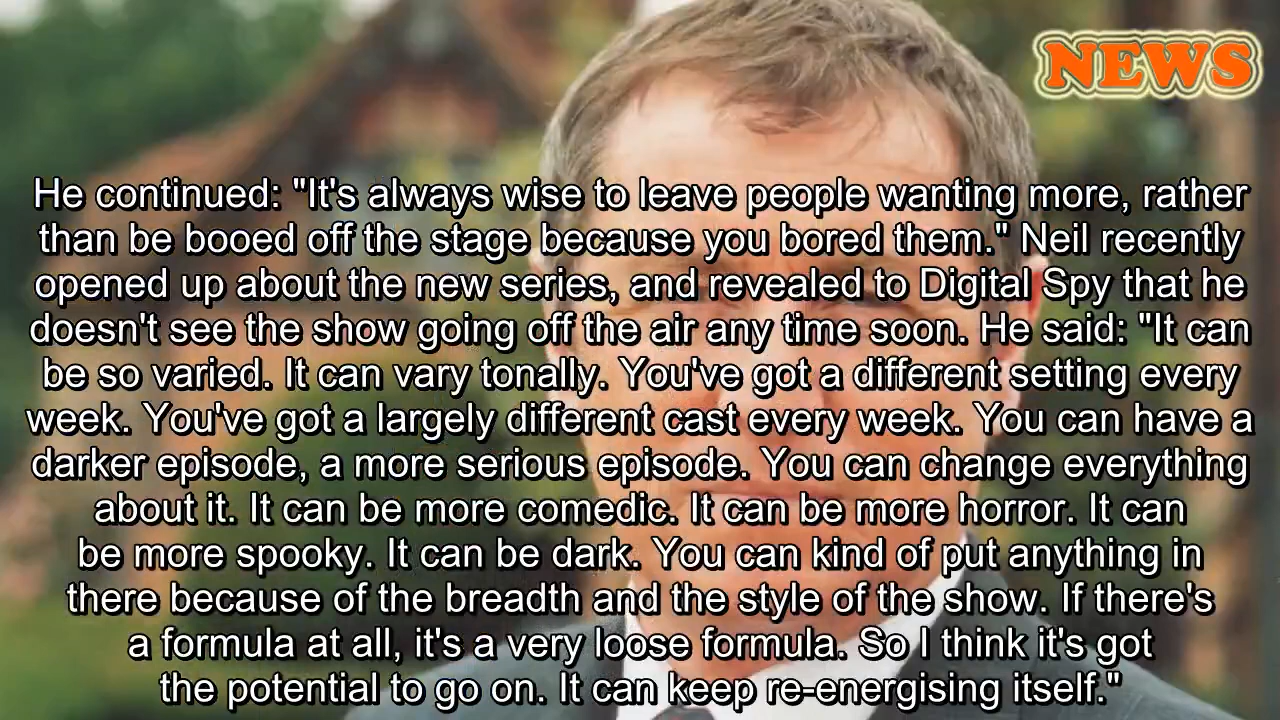 NEWS
He continued: "It's always wise to leave people wanting more, rather
than be booed off the stage because you bored them." Neil recently
opened up about the new series, and revealed to Digital Spy that he
doesn't see the show going off the air any time soon. He said: "It can
be so varied. It can vary tonally. You've got a different setting every
week. You've got a largely different cast every week. You can have a
darker episode, a more serious episode. You can change everything
about it. It can be more comedic. It can be more horror. It can
be more spooky. It can be dark. You can kind of put anything in
there because of the breadth and the style of the show. If there's
a formula at all, it's a very loose formula. So I think it's got
the potential to go on. It can keep re-energising itself."